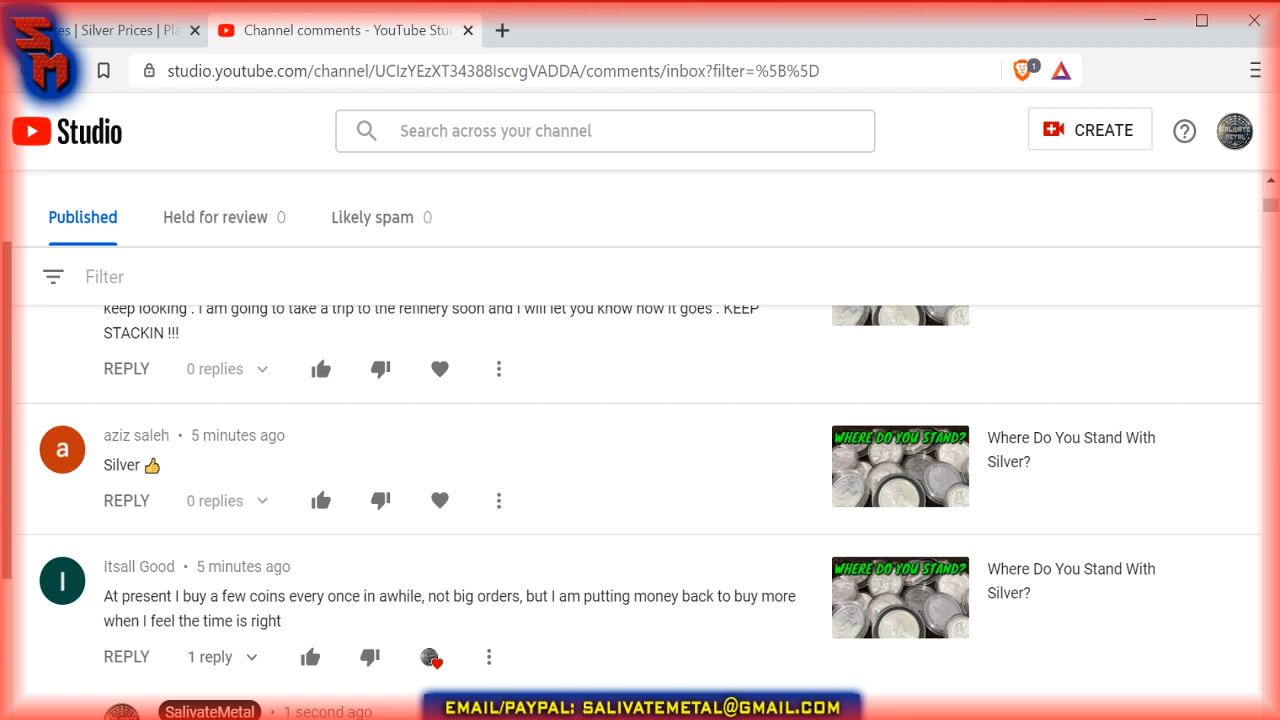 SM
es | Silver Prices | Pla
Channel comments - YouTube Stud
studio.youtube.com/channel/UCIzYEzXT34388IscvgVADDA/comments/inbox?filter=%5B%5D
1
Studio
Search across your channel
CREATE
SALIVATE METAL
Published
Held for review 0
Likely spam 0
Filter
keep looking . I am going to take a trip to the refinery soon and I will let you know how it goes . KEEP
STACKIN !!!
REPLY 0 replies
a
aziz saleh • 5 minutes ago
Silver 👍
REPLY 0 replies
WHERE DO YOU STAND?
Where Do You Stand With
Silver?
I
Itsall Good • 5 minutes ago
At present I buy a few coins every once in awhile, not big orders, but I am putting money back to buy more
when I feel the time is right
REPLY 1 reply
WHERE DO YOU STAND?
Where Do You Stand With
Silver?
SalivateMetal • 1 second ago
EMAIL/PAYPAL: SALIVATEMETAL@GMAIL.COM